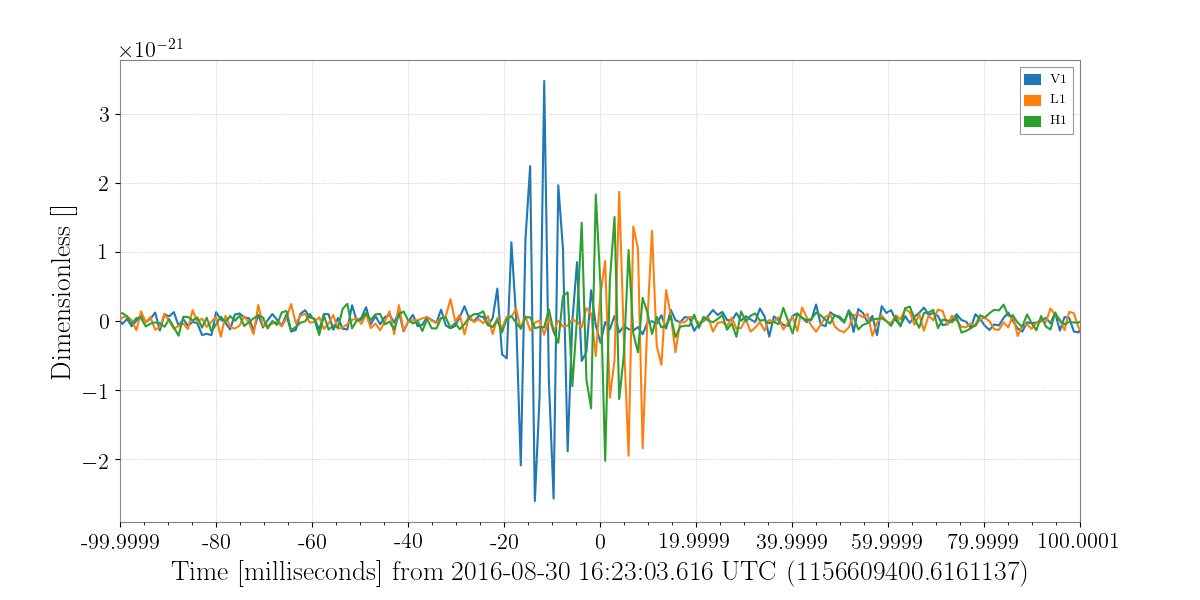 ×10⁻²¹
V1
L1
H1
3
2
1
0
−1
−2
Dimensionless []
-99.9999 -80 -60 -40 -20 0 19.9999 39.9999 59.9999 79.9999 100.0001
Time [milliseconds] from 2016-08-30 16:23:03.616 UTC (1156609400.6161137)